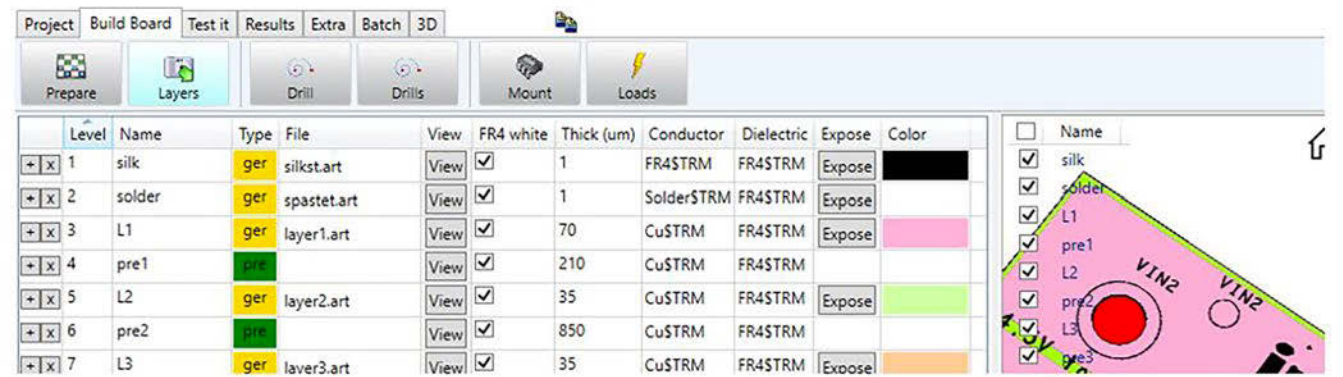 Project Build Board Test it Results Extra Batch 3D
Prepare Layers Drill Drills Mount Loads
Level Name Type File View FR4 white Thick (um) Conductor Dielectric Expose Color
+ x 1 silk ger silkst.art View 1 FR4$TRM FR4$TRM Expose
+ x 2 solder ger spastet.art View 1 Solder$TRM FR4$TRM Expose
+ x 3 L1 ger layer1.art View 70 Cu$TRM FR4$TRM Expose
+ x 4 pre1 pre View 210 Cu$TRM FR4$TRM
+ x 5 L2 ger layer2.art View 35 Cu$TRM FR4$TRM Expose
+ x 6 pre2 pre View 850 Cu$TRM FR4$TRM
+ x 7 L3 ger layer3.art View 35 Cu$TRM FR4$TRM Expose
Name
silk
solder
L1
pre1
L2
pre2
L3
pre3
VIN2
VIN2